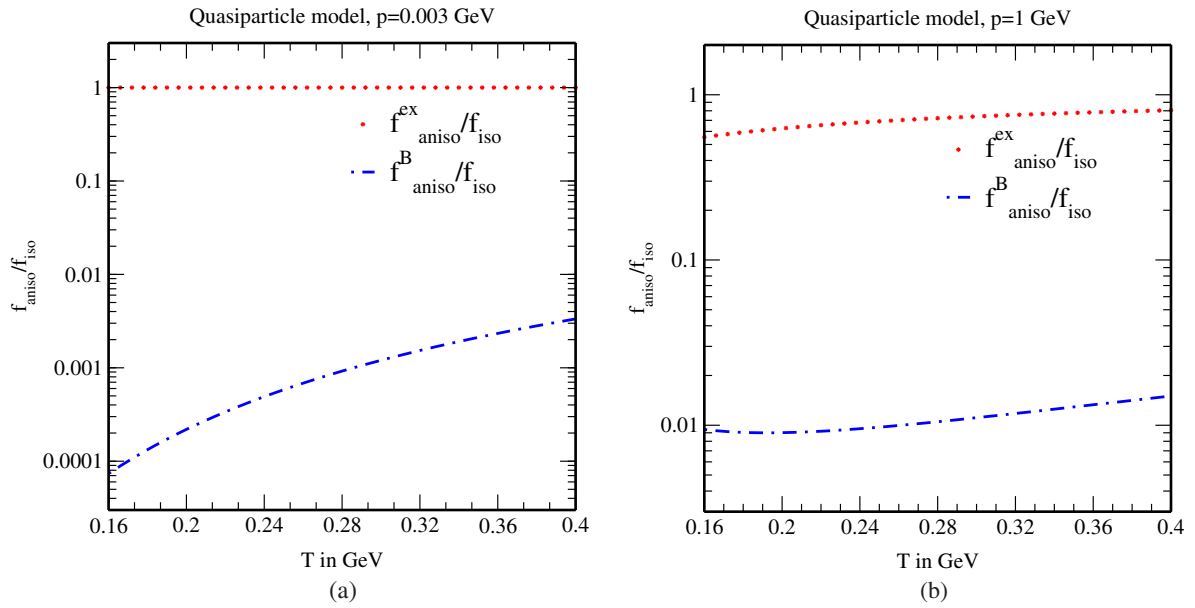 Quasiparticle model, p=0.003 GeV
1
0.1
0.01
0.001
0.0001
f_aniso/f_iso
f^ex_aniso/f_iso
f^B_aniso/f_iso
0.16 0.2 0.24 0.28 0.32 0.36 0.4
T in GeV
(a)
Quasiparticle model, p=1 GeV
1
0.1
0.01
f_aniso/f_iso
f^ex_aniso/f_iso
f^B_aniso/f_iso
0.16 0.2 0.24 0.28 0.32 0.36 0.4
T in GeV
(b)